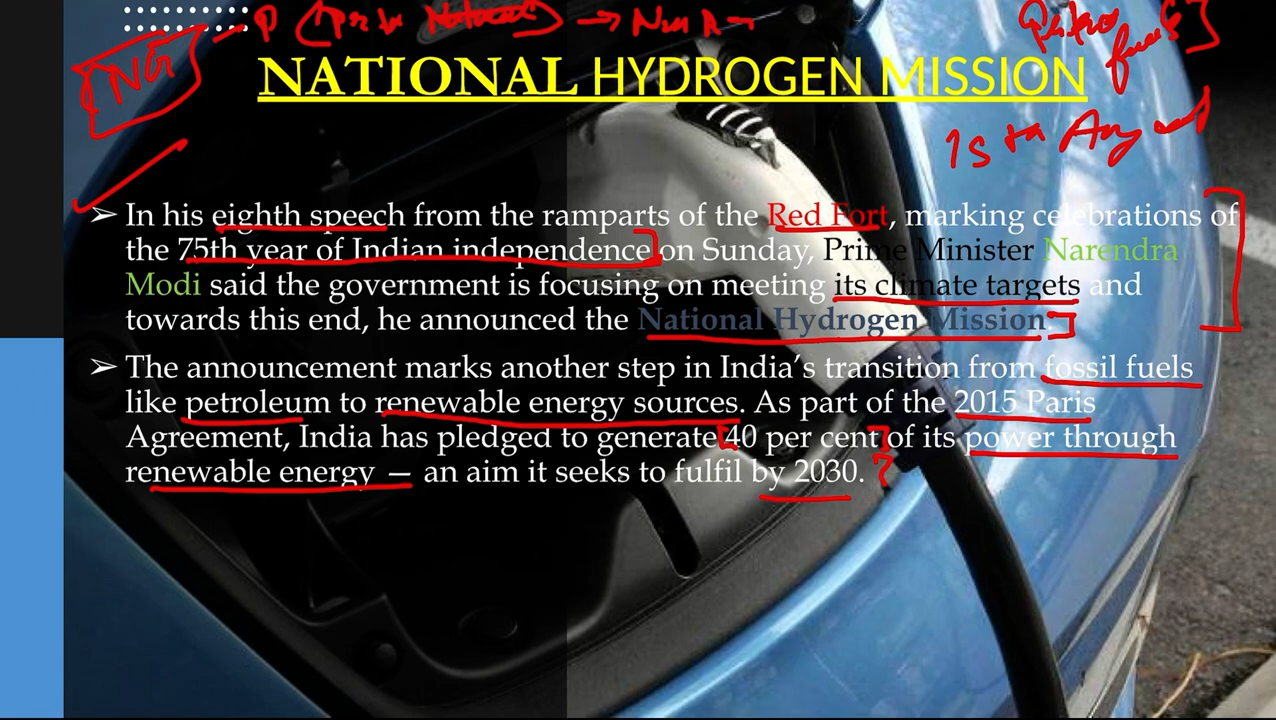 NG
Petro
fuels
NATIONAL HYDROGEN MISSION
15th August
➢ In his eighth speech from the ramparts of the Red Fort, marking celebrations of
the 75th year of Indian independence on Sunday, Prime Minister Narendra
Modi said the government is focusing on meeting its climate targets and
towards this end, he announced the National Hydrogen Mission
➢ The announcement marks another step in India’s transition from fossil fuels
like petroleum to renewable energy sources. As part of the 2015 Paris
Agreement, India has pledged to generate 40 per cent of its power through
renewable energy — an aim it seeks to fulfil by 2030. ?